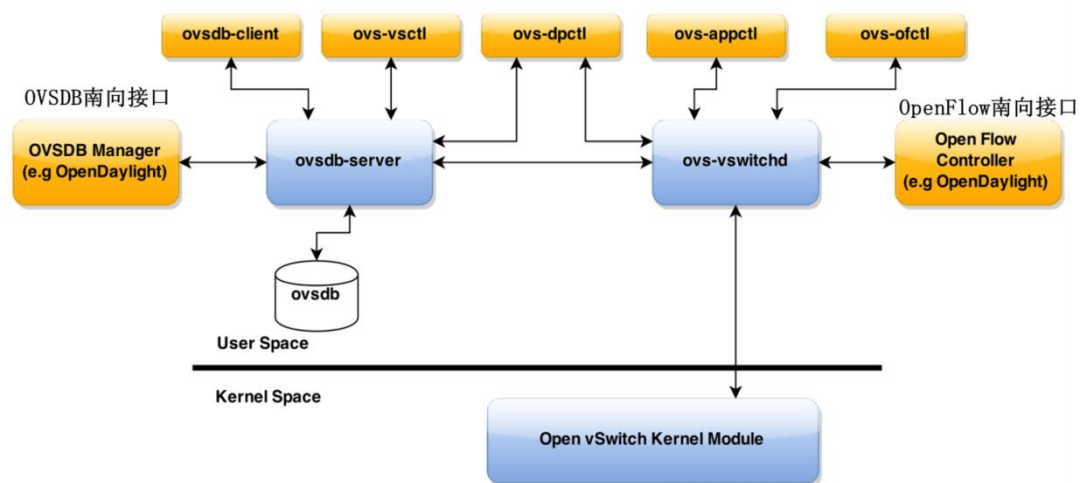 ovsdb-client
ovs-vsctl
ovs-dpctl
ovs-appctl
ovs-ofctl
OVSDB南向接口
OpenFlow南向接口
OVSDB Manager
(e.g OpenDaylight)
ovsdb-server
ovs-vswitchd
Open Flow
Controller
(e.g OpenDaylight)
ovsdb
User Space
Kernel Space
Open vSwitch Kernel Module